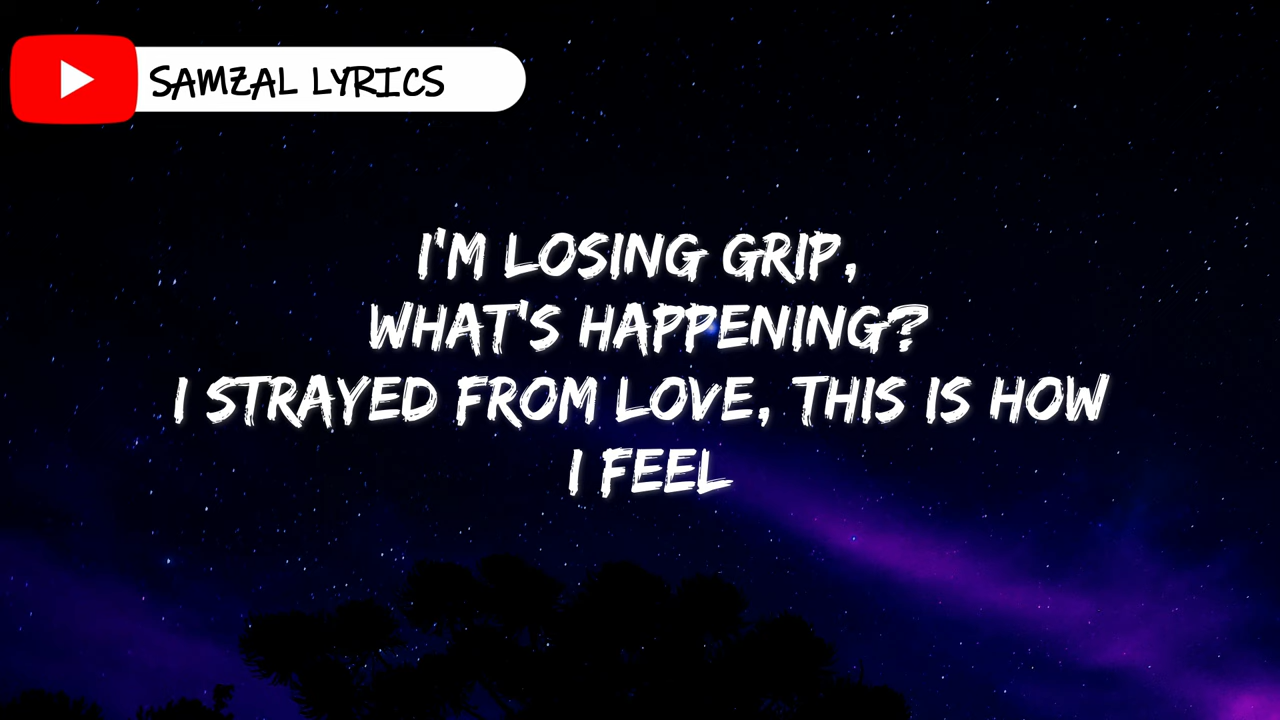 SAMZAL LYRICS
I'M LOSING GRIP,
WHAT'S HAPPENING?
I STRAYED FROM LOVE, THIS IS HOW
I FEEL